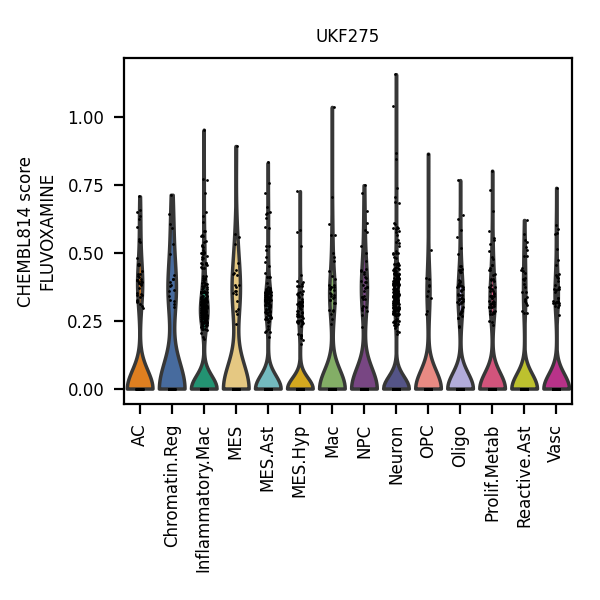 UKF275
CHEMBL814 score
FLUVOXAMINE
1.00
0.75
0.50
0.25
0.00
AC
Chromatin.Reg
Inflammatory.Mac
MES
MES.Ast
MES.Hyp
Mac
NPC
Neuron
OPC
Oligo
Prolif.Metab
Reactive.Ast
Vasc